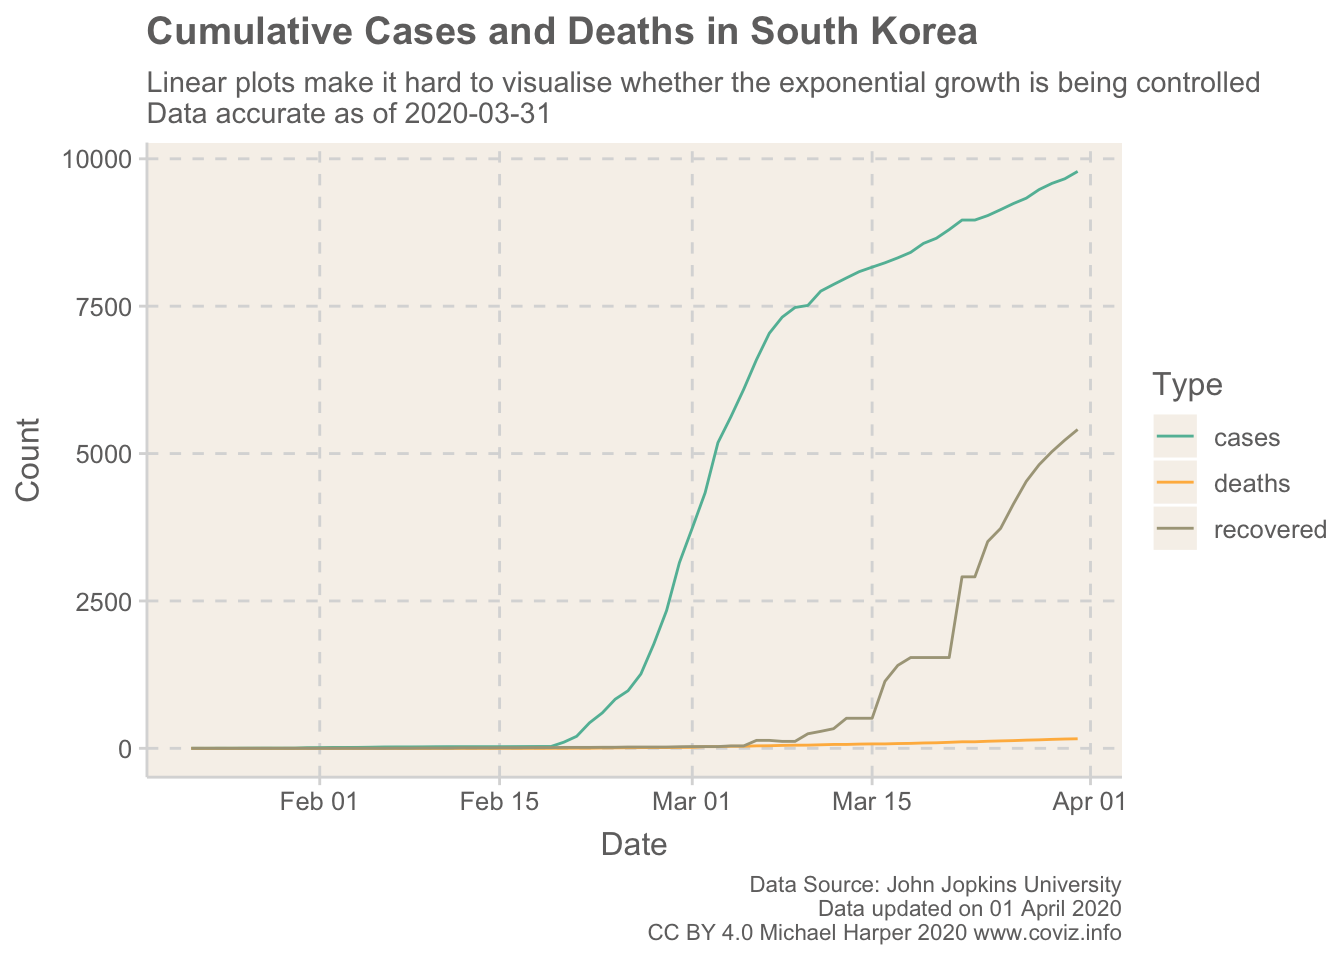 Cumulative Cases and Deaths in South Korea
Linear plots make it hard to visualise whether the exponential growth is being controlled
Data accurate as of 2020-03-31
10000
7500
5000
2500
0
Count
Feb 01
Feb 15
Mar 01
Mar 15
Apr 01
Date
Type
cases
deaths
recovered
Data Source: John Jopkins University
Data updated on 01 April 2020
CC BY 4.0 Michael Harper 2020 www.coviz.info